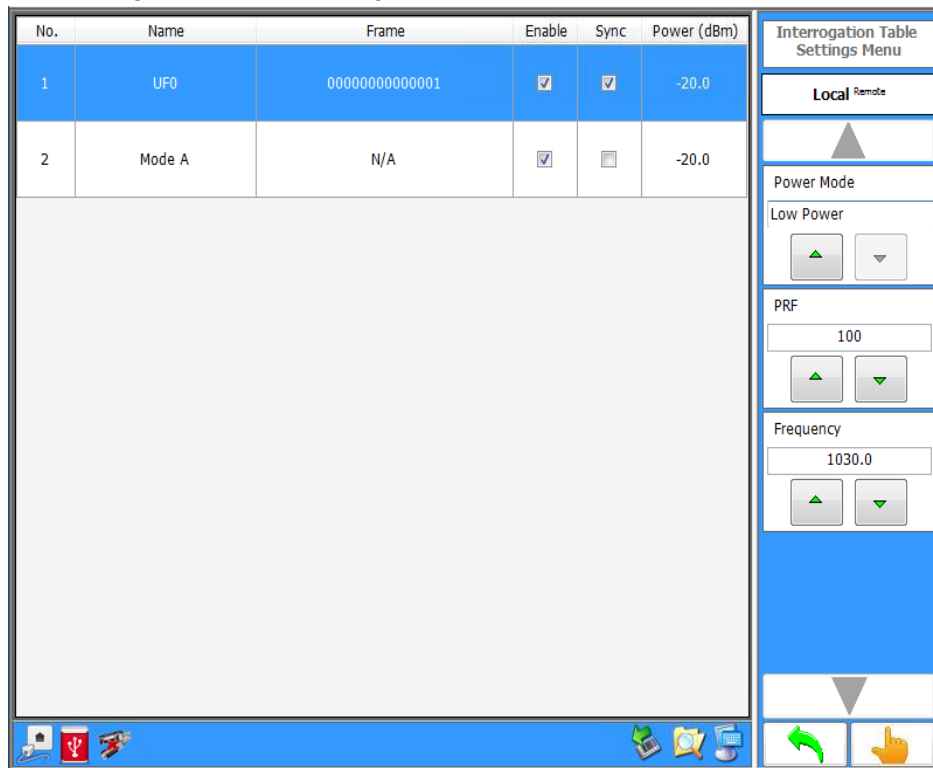 No. Name Frame Enable Sync Power (dBm)
1 UF0 00000000000001 -20.0
2 Mode A N/A -20.0
Interrogation Table
Settings Menu
Local Remote
Power Mode
Low Power
PRF
100
Frequency
1030.0